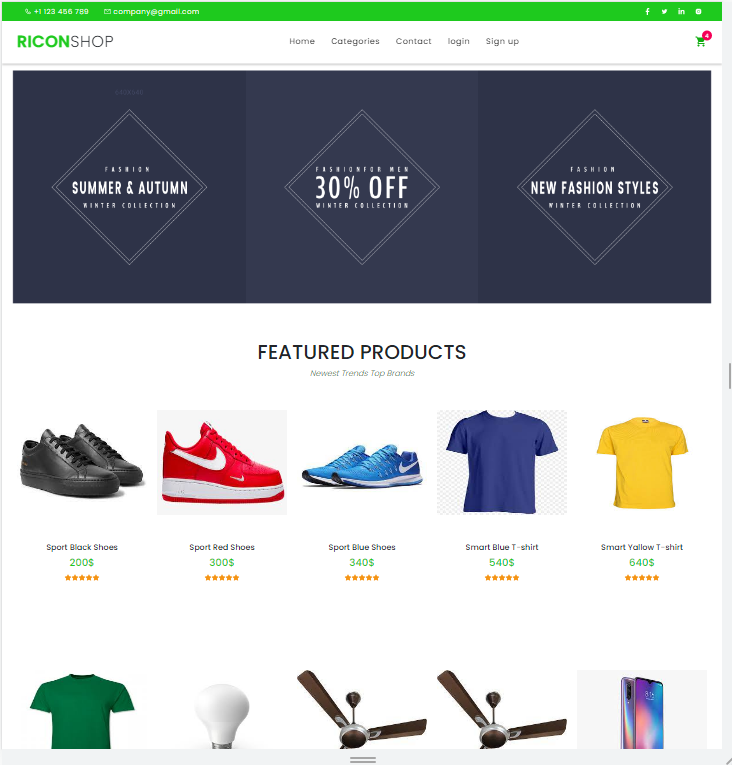 +1 123 456 789 company@gmail.com
RICONSHOP Home Categories Contact login Sign up 4
FASHION
SUMMER & AUTUMN
WINTER COLLECTION
FASHIONFOR MEN
30% OFF
WINTER COLLECTION
FASHION
NEW FASHION STYLES
WINTER COLLECTION
FEATURED PRODUCTS
Newest Trends Top Brands
Sport Black Shoes Sport Red Shoes Sport Blue Shoes Smart Blue T-shirt Smart Yallow T-shirt
200$ 300$ 340$ 540$ 640$